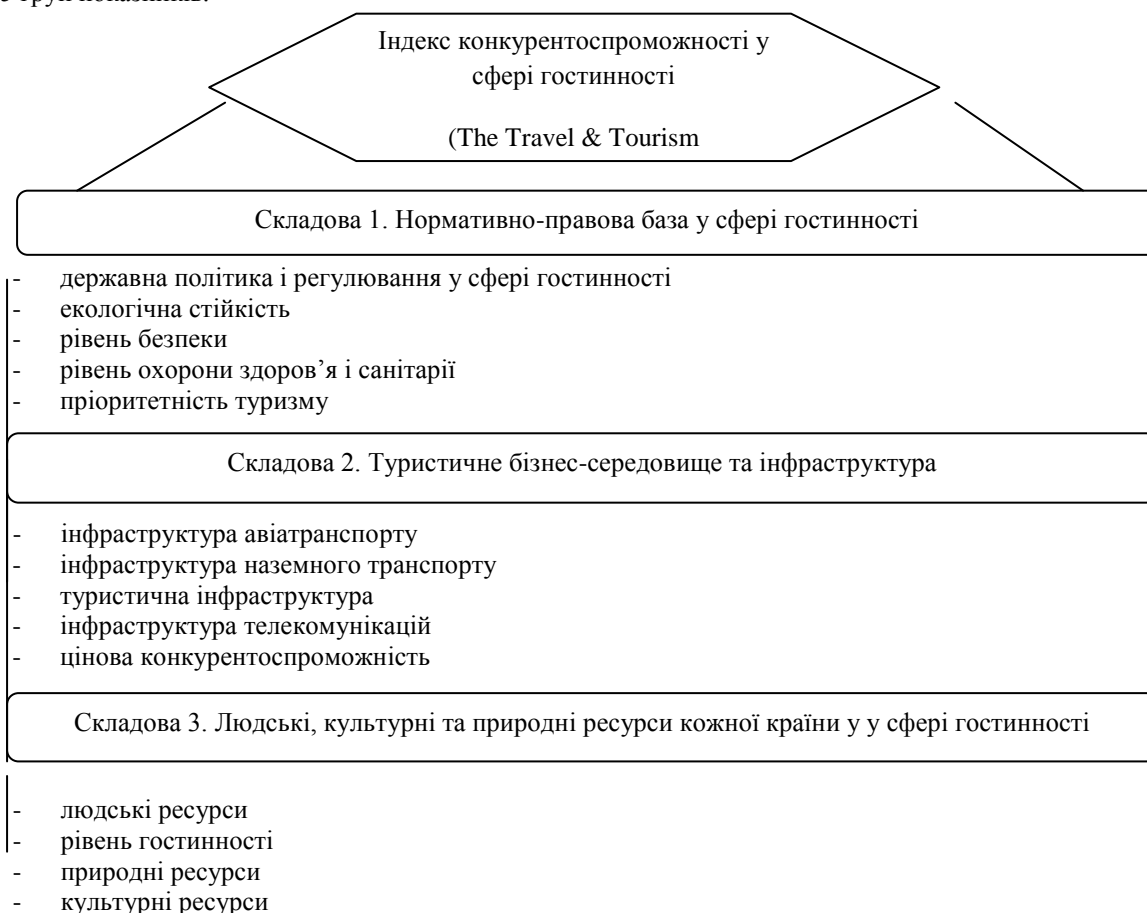 груп показників.
Індекс конкурентоспроможності у
сфері гостинності
(The Travel & Tourism
Складова 1. Нормативно-правова база у сфері гостинності
- державна політика і регулювання у сфері гостинності
- екологічна стійкість
- рівень безпеки
- рівень охорони здоров’я і санітарії
- пріоритетність туризму
Складова 2. Туристичне бізнес-середовище та інфраструктура
- інфраструктура авіатранспорту
- інфраструктура наземного транспорту
- туристична інфраструктура
- інфраструктура телекомунікацій
- цінова конкурентоспроможність
Складова 3. Людські, культурні та природні ресурси кожної країни у у сфері гостинності
- людські ресурси
- рівень гостинності
- природні ресурси
- культурні ресурси